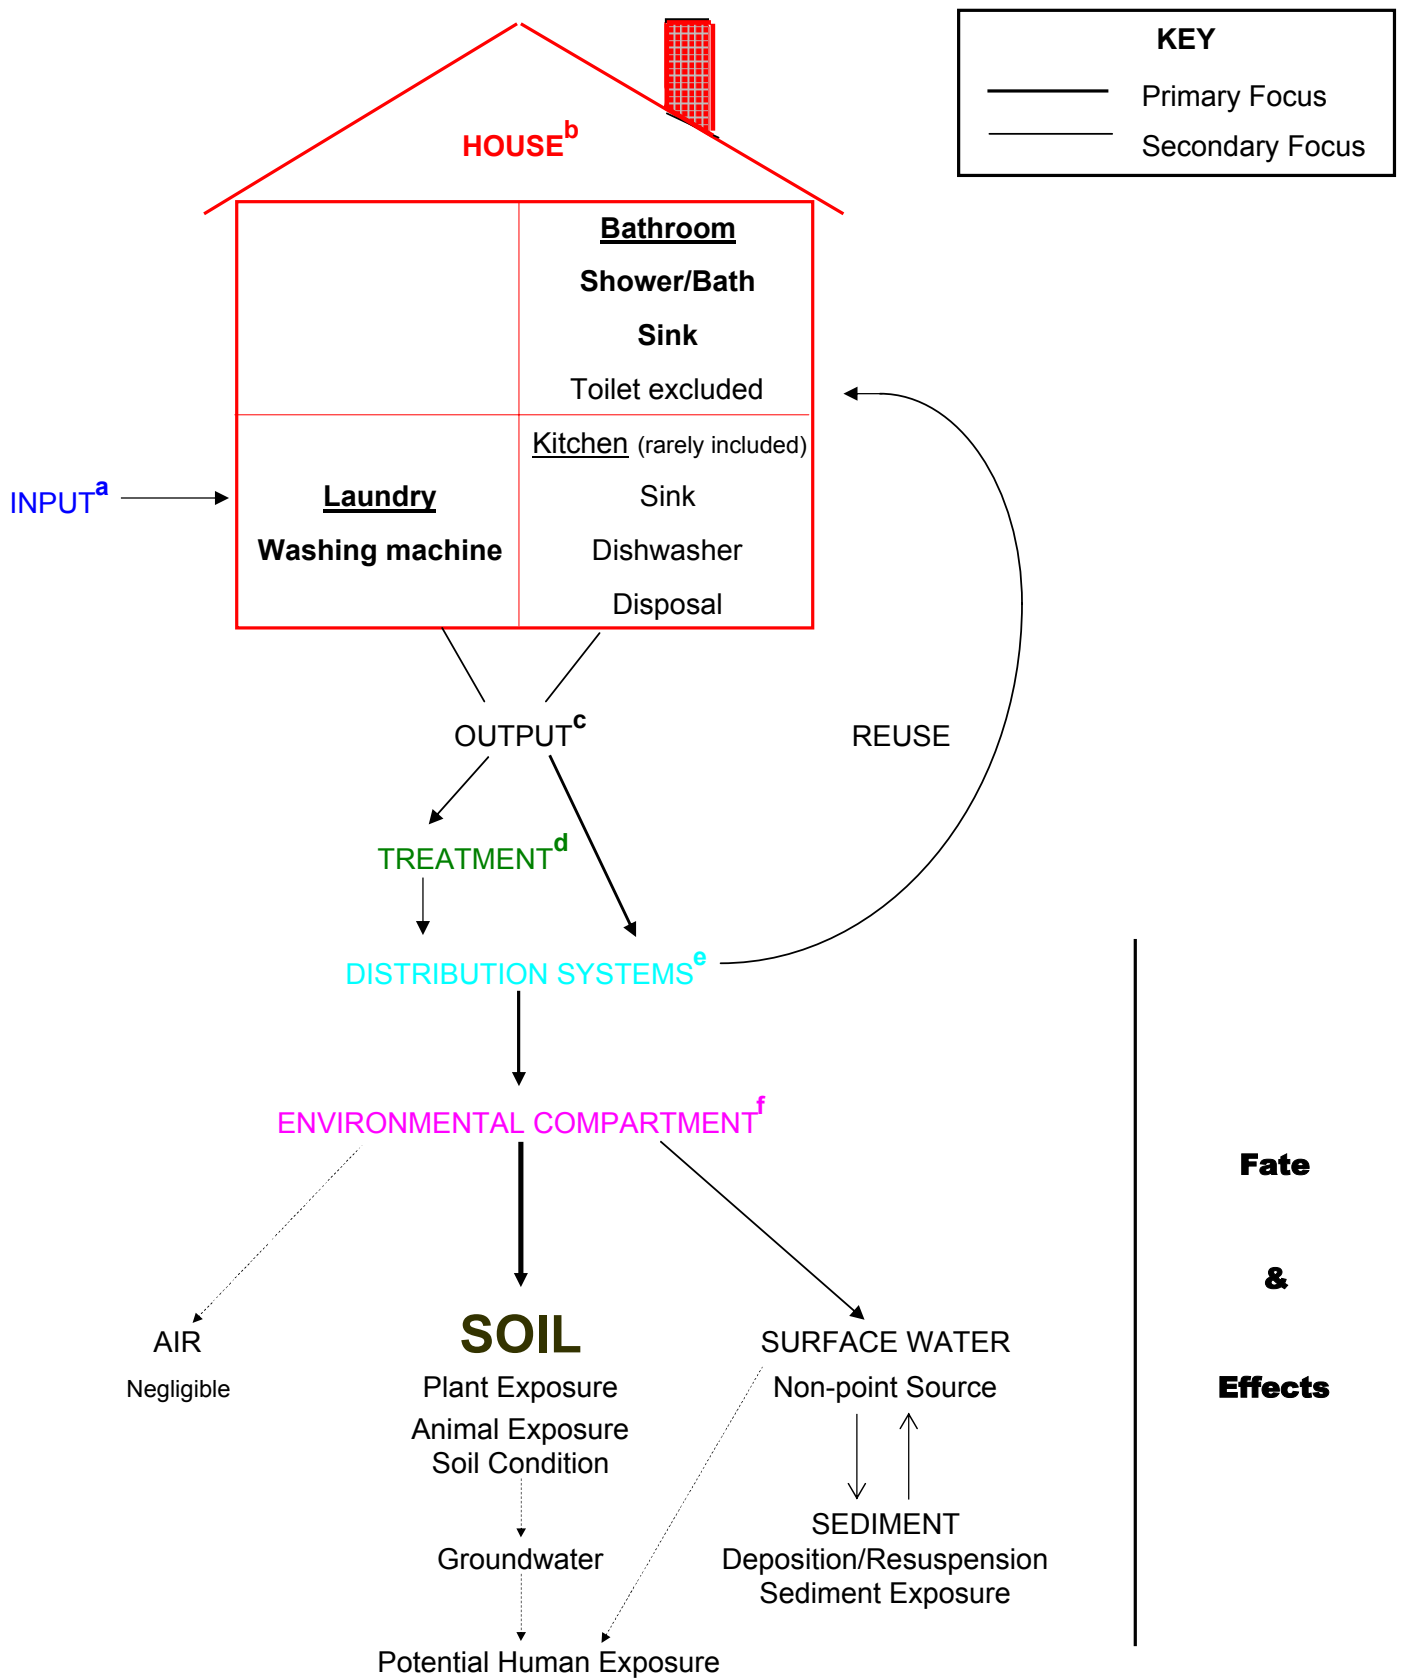 KEY
Primary Focus
Secondary Focus
HOUSEᵇ
Bathroom
Shower/Bath
Sink
Toilet excluded
Kitchen (rarely included)
Sink
Dishwasher
Disposal
INPUTᵃ
Laundry
Washing machine
OUTPUTᶜ
REUSE
TREATMENTᵈ
DISTRIBUTION SYSTEMSᵉ
ENVIRONMENTAL COMPARTMENTᶠ
AIR
Negligible
SOIL
Plant Exposure
Animal Exposure
Soil Condition
Groundwater
Potential Human Exposure
SURFACE WATER
Non-point Source
SEDIMENT
Deposition/Resuspension
Sediment Exposure
Fate
&
Effects